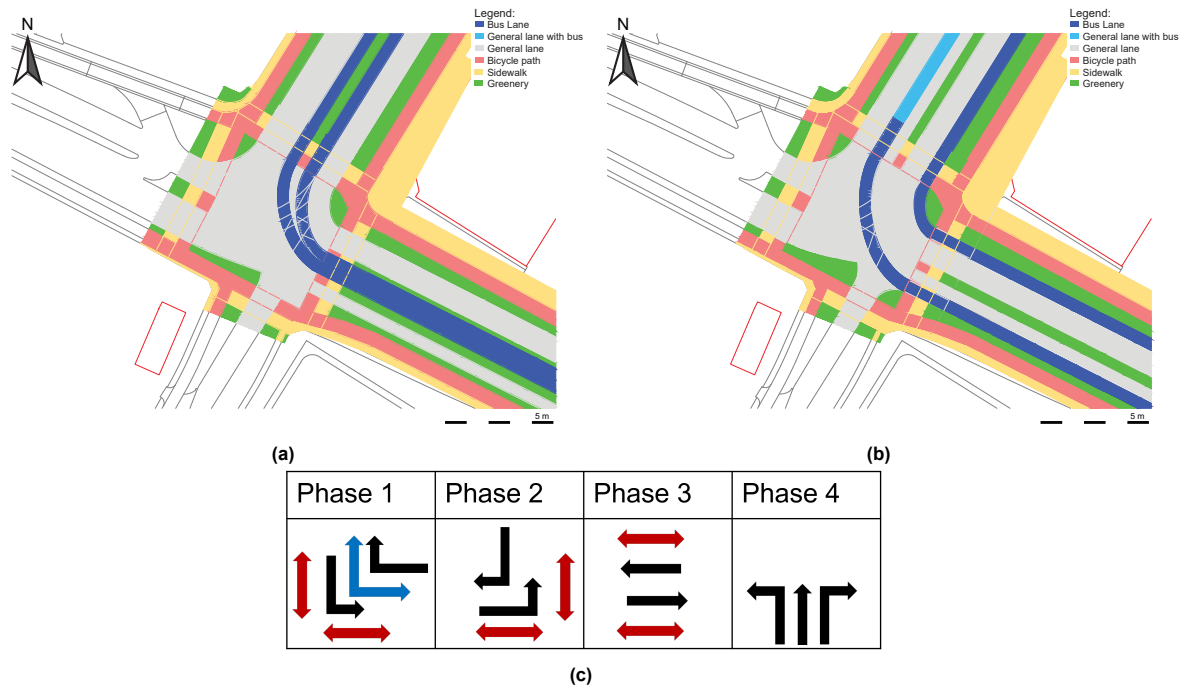 N
Legend:
Bus Lane
General lane with bus
General lane
Bicycle path
Sidewalk
Greenery
5 m
(a)
N
Legend:
Bus Lane
General lane with bus
General lane
Bicycle path
Sidewalk
Greenery
5 m
(b)
Phase 1 Phase 2 Phase 3 Phase 4
(c)